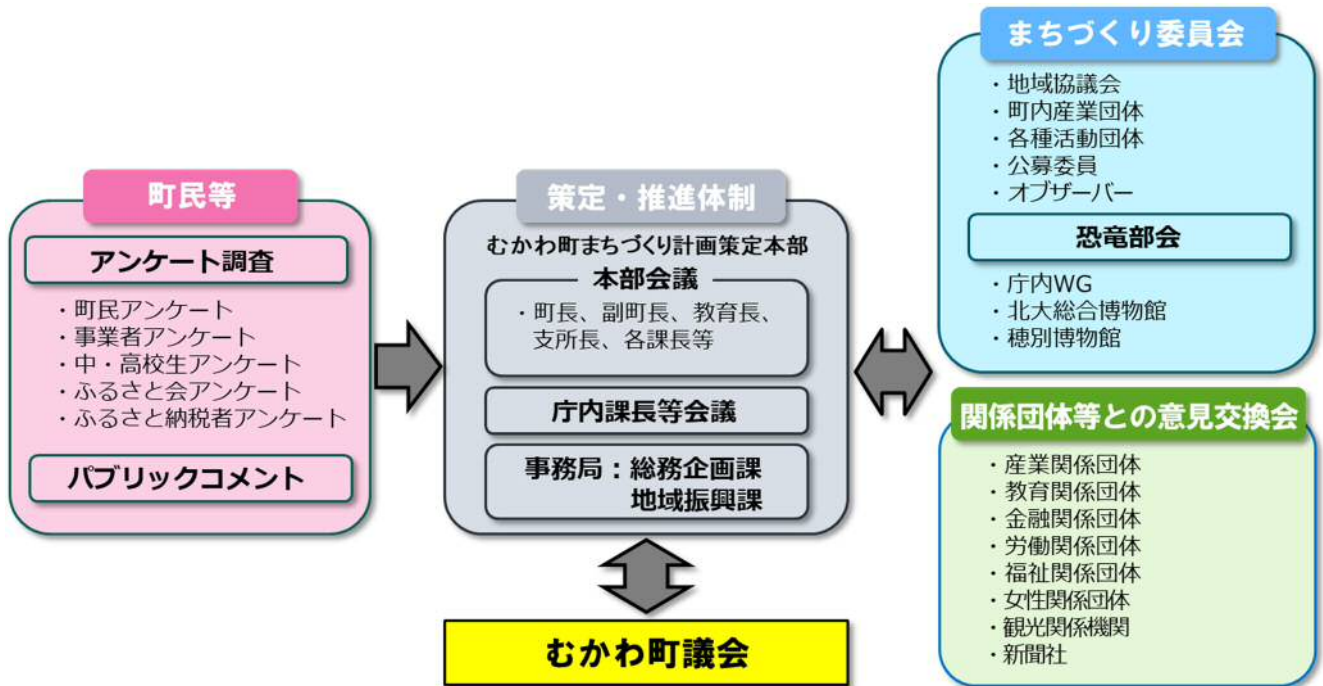 町民等
アンケート調査
・町民アンケート
・事業者アンケート
・中・高校生アンケート
・ふるさと会アンケート
・ふるさと納税者アンケート
パブリックコメント
策定・推進体制
むかわ町まちづくり計画策定本部
本部会議
・町長、副町長、教育長、
支所長、各課長等
庁内課長等会議
事務局：総務企画課
地域振興課
むかわ町議会
まちづくり委員会
・地域協議会
・町内産業団体
・各種活動団体
・公募委員
・オブザーバー
恐竜部会
・庁内WG
・北大総合博物館
・穂別博物館
関係団体等との意見交換会
・産業関係団体
・教育関係団体
・金融関係団体
・労働関係団体
・福祉関係団体
・女性関係団体
・観光関係機関
・新聞社